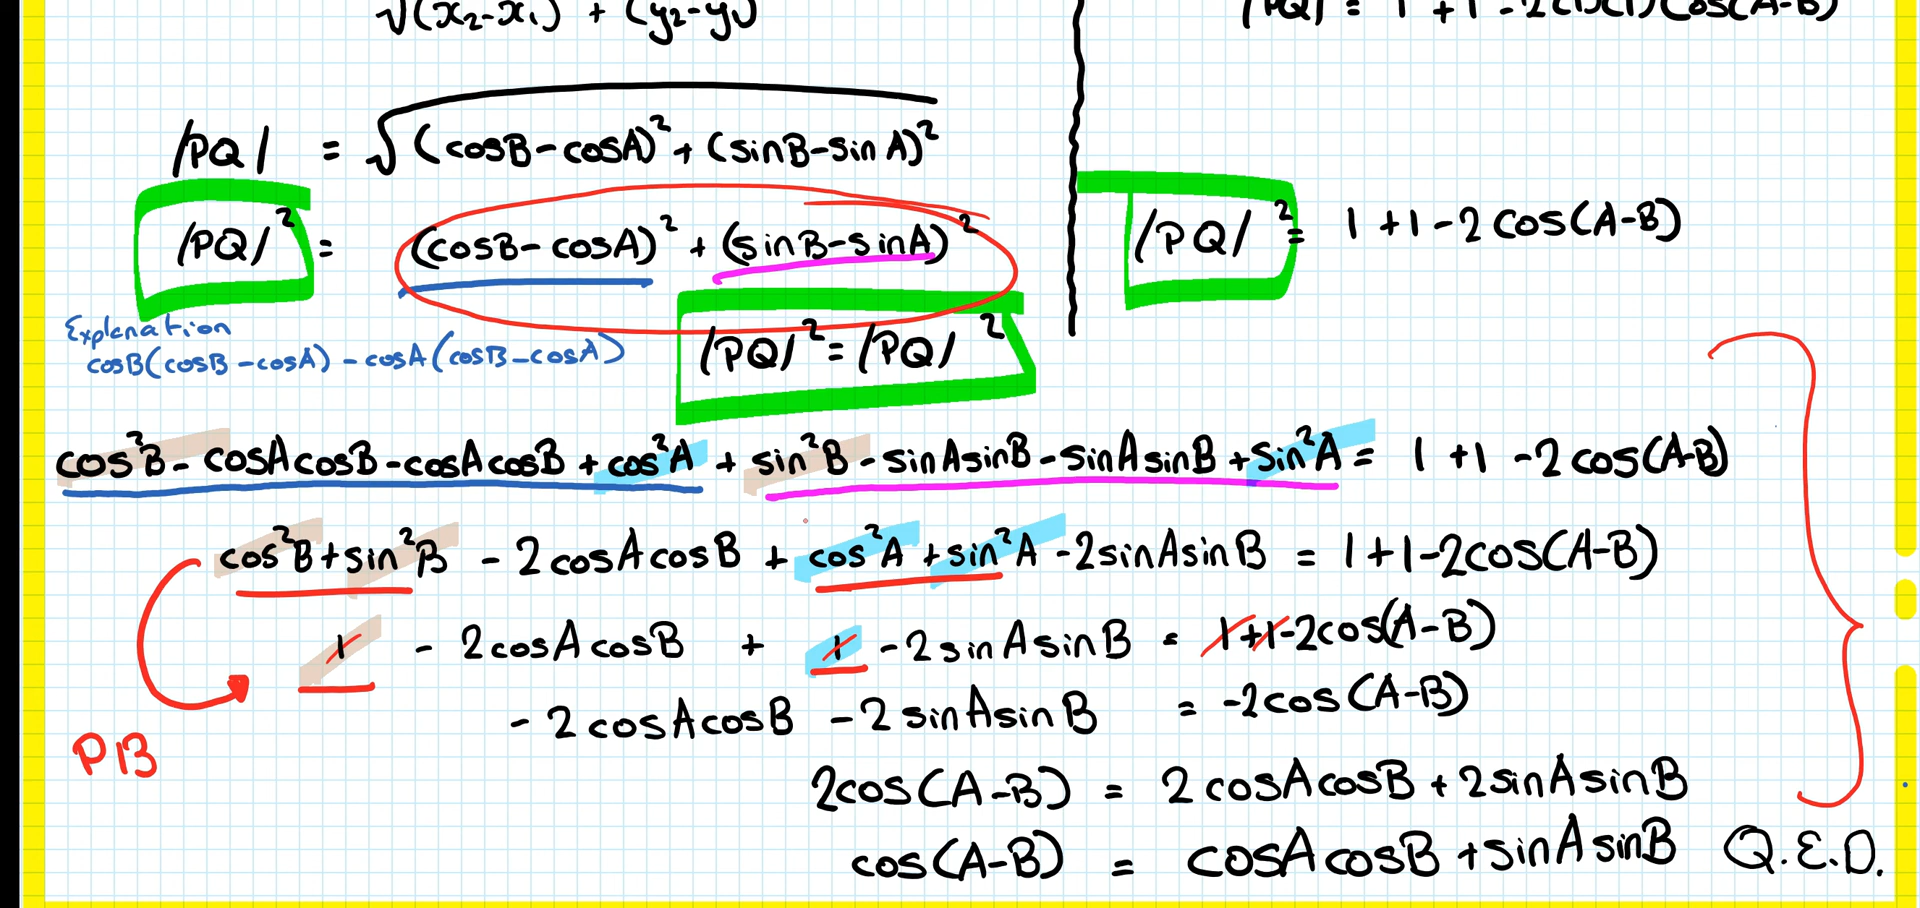 √(x₂-x₁) + (y₂-y₁)
/PQ/ = 1 + 1 - 2(1)(1)cos(A-B)
/PQ/ = √(cosB-cosA)² + (sinB-sinA)²
/PQ/² = (cosB-cosA)² + (sinB-sinA)²
/PQ/² = 1+1-2cos(A-B)
Explanation
cosB(cosB-cosA) - cosA(cosB-cosA)
/PQ/² = /PQ/²
cos²B - cosAcosB - cosAcosB + cos²A + sin²B - sinAsinB - sinAsinB + sin²A = 1 + 1 - 2cos(A-B)
cos²B + sin²B - 2cosAcosB + cos²A + sin²A - 2sinAsinB = 1+1-2cos(A-B)
1 - 2cosAcosB + 1 - 2sinAsinB = 1+1-2cos(A-B)
- 2cosAcosB - 2sinAsinB = -2cos(A-B)
P13
2cos(A-B) = 2cosAcosB + 2sinAsinB
cos(A-B) = cosAcosB + sinAsinB Q.E.D.